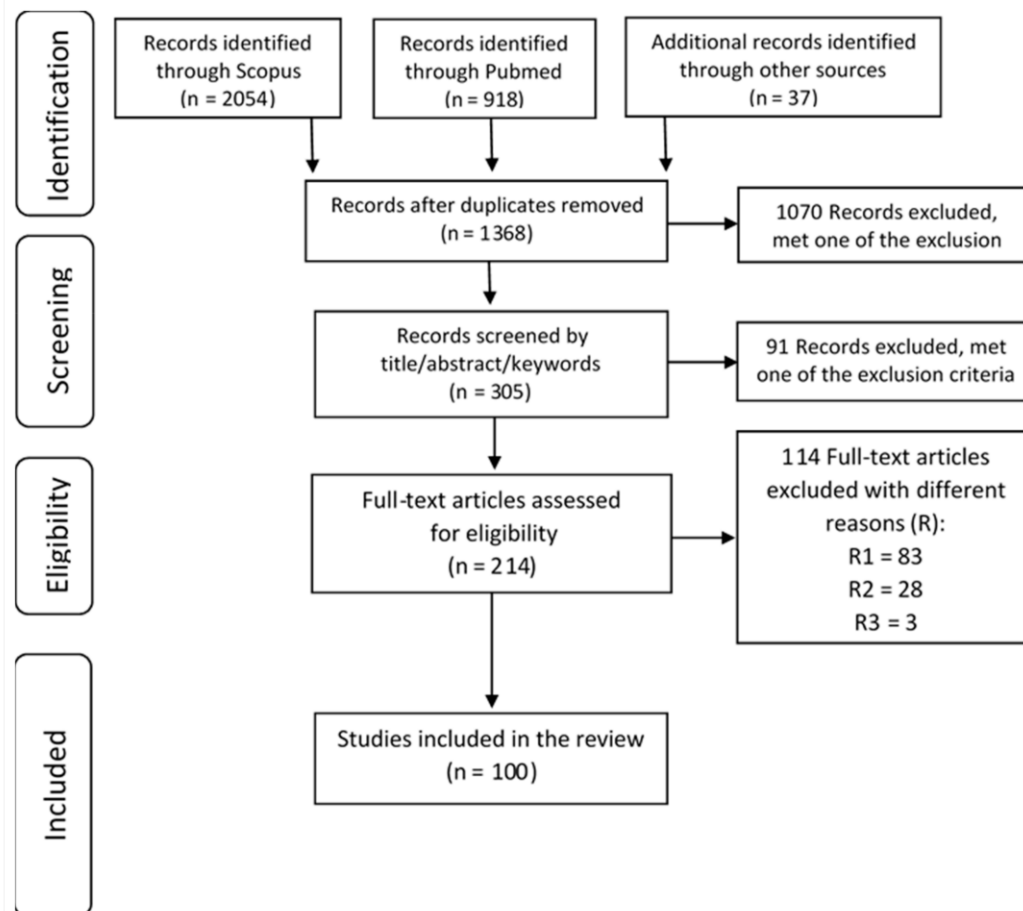 Identification
Records identified
through Scopus
(n = 2054)
Records identified
through Pubmed
(n = 918)
Additional records identified
through other sources
(n = 37)
Records after duplicates removed
(n = 1368)
1070 Records excluded,
met one of the exclusion
Screening
Records screened by
title/abstract/keywords
(n = 305)
91 Records excluded, met
one of the exclusion criteria
Eligibility
Full-text articles assessed
for eligibility
(n = 214)
114 Full-text articles
excluded with different
reasons (R):
R1 = 83
R2 = 28
R3 = 3
Included
Studies included in the review
(n = 100)